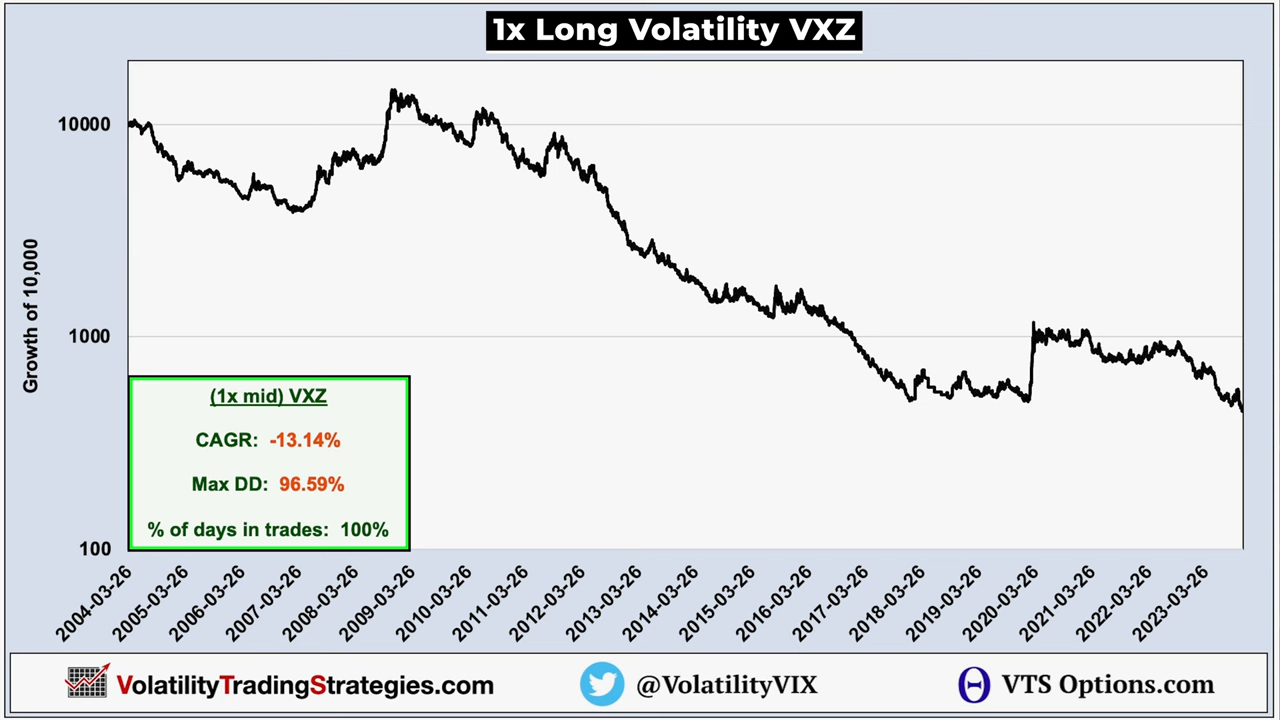 1x Long Volatility VXZ
Growth of 10,000
10000
1000
100
(1x mid) VXZ
CAGR: -13.14%
Max DD: 96.59%
% of days in trades: 100%
2004-03-26
2005-03-26
2006-03-26
2007-03-26
2008-03-26
2009-03-26
2010-03-26
2011-03-26
2012-03-26
2013-03-26
2014-03-26
2015-03-26
2016-03-26
2017-03-26
2018-03-26
2019-03-26
2020-03-26
2021-03-26
2022-03-26
2023-03-26
VolatilityTradingStrategies.com
@VolatilityVIX
VTS Options.com